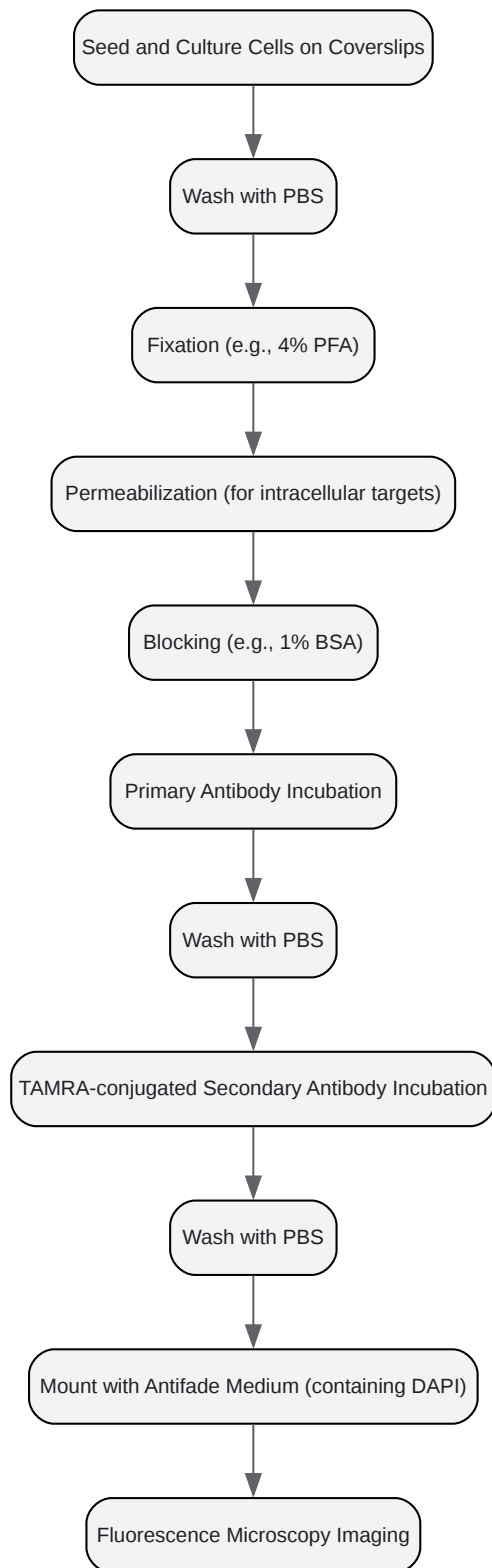 Seed and Culture Cells on Coverslips
Wash with PBS
Fixation (e.g., 4% PFA)
Permeabilization (for intracellular targets)
Blocking (e.g., 1% BSA)
Primary Antibody Incubation
Wash with PBS
TAMRA-conjugated Secondary Antibody Incubation
Wash with PBS
Mount with Antifade Medium (containing DAPI)
Fluorescence Microscopy Imaging